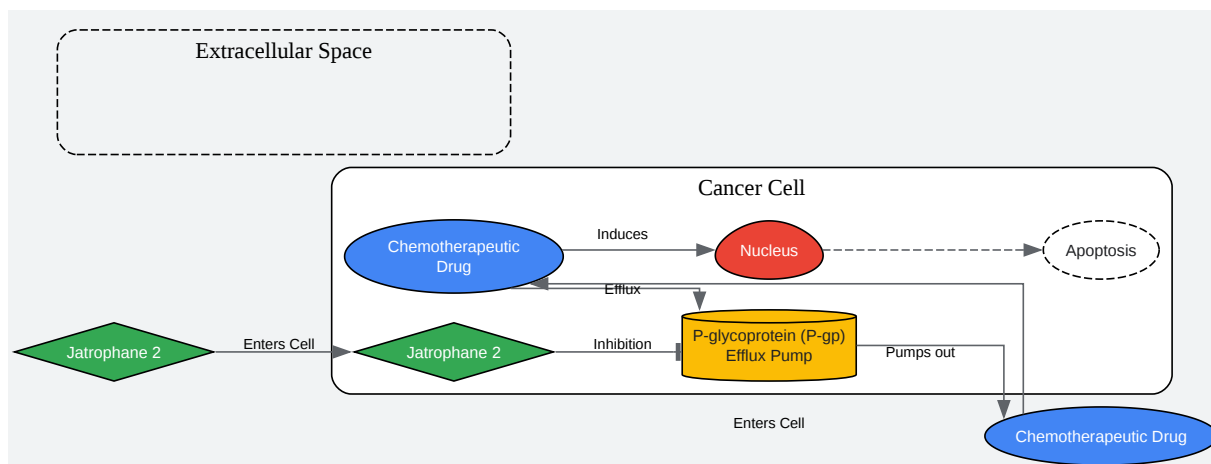 Extracellular Space
Cancer Cell
Chemotherapeutic
Drug
Induces
Nucleus
Apoptosis
Efflux
Jatrophane 2
Enters Cell
Jatrophane 2
Inhibition
P-glycoprotein (P-gp)
Efflux Pump
Pumps out
Enters Cell
Chemotherapeutic Drug